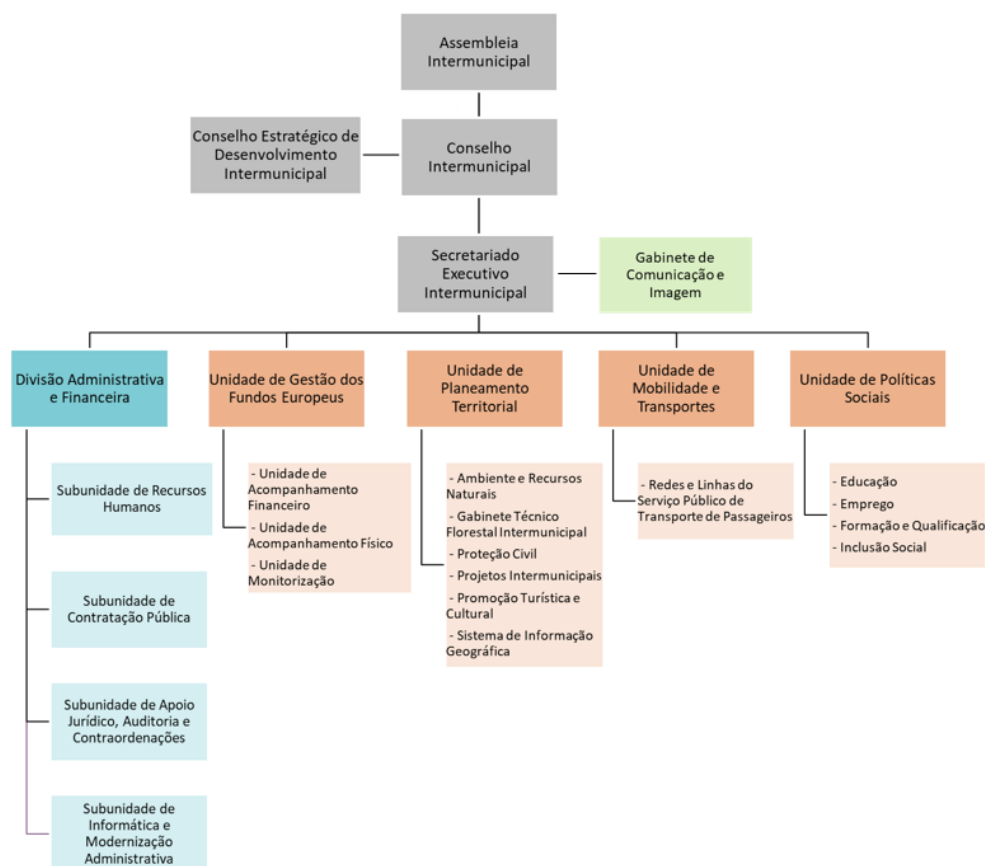 Assembleia
Intermunicipal
Conselho Estratégico de
Desenvolvimento
Intermunicipal
Conselho
Intermunicipal
Secretariado
Executivo
Intermunicipal
Gabinete de
Comunicação e
Imagem
Divisão Administrativa
e Financeira
Unidade de Gestão dos
Fundos Europeus
Unidade de
Planeamento
Territorial
Unidade de
Mobilidade e
Transportes
Unidade de Políticas
Sociais
Subunidade de Recursos
Humanos
Subunidade de
Contratação Pública
Subunidade de Apoio
Jurídico, Auditoria e
Contraordenações
Subunidade de
Informática e
Modernização
Administrativa
- Unidade de
Acompanhamento
Financeiro
- Unidade de
Acompanhamento Físico
- Unidade de
Monitorização
- Ambiente e Recursos
Naturais
- Gabinete Técnico
Florestal Intermunicipal
- Proteção Civil
- Projetos Intermunicipais
- Promoção Turística e
Cultural
- Sistema de Informação
Geográfica
- Redes e Linhas do
Serviço Público de
Transporte de Passageiros
- Educação
- Emprego
- Formação e Qualificação
- Inclusão Social